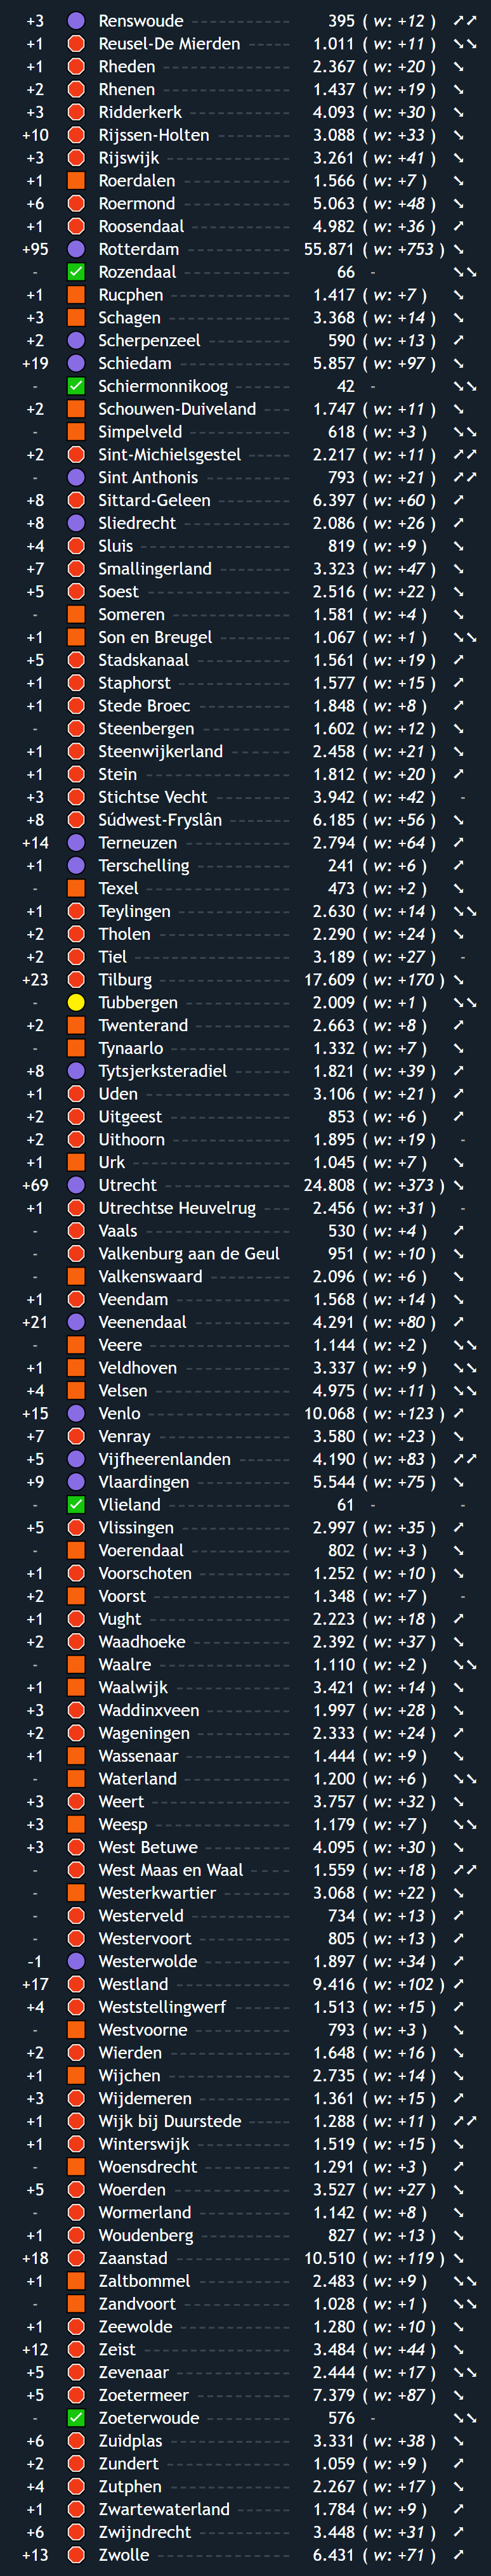 +3 Renswoude 395 ( w: +12 )
+1 Reusel-De Mierden 1.011 ( w: +11 )
+1 Rheden 2.367 ( w: +20 )
+2 Rhenen 1.437 ( w: +19 )
+3 Ridderkerk 4.093 ( w: +30 )
+10 Rijssen-Holten 3.088 ( w: +33 )
+3 Rijswijk 3.261 ( w: +41 )
+1 Roerdalen 1.566 ( w: +7 )
+6 Roermond 5.063 ( w: +48 )
+1 Roosendaal 4.982 ( w: +36 )
+95 Rotterdam 55.871 ( w: +753 )
- Rozendaal 66 -
+1 Rucphen 1.417 ( w: +7 )
+3 Schagen 3.368 ( w: +14 )
+2 Scherpenzeel 590 ( w: +13 )
+19 Schiedam 5.857 ( w: +97 )
- Schiermonnikoog 42 -
+2 Schouwen-Duiveland 1.747 ( w: +11 )
- Simpelveld 618 ( w: +3 )
+2 Sint-Michielsgestel 2.217 ( w: +11 )
- Sint Anthonis 793 ( w: +21 )
+8 Sittard-Geleen 6.397 ( w: +60 )
+8 Sliedrecht 2.086 ( w: +26 )
+4 Sluis 819 ( w: +9 )
+7 Smallingerland 3.323 ( w: +47 )
+5 Soest 2.516 ( w: +22 )
- Someren 1.581 ( w: +4 )
+1 Son en Breugel 1.067 ( w: +1 )
+5 Stadskanaal 1.561 ( w: +19 )
+1 Staphorst 1.577 ( w: +15 )
+1 Stede Broec 1.848 ( w: +8 )
- Steenbergen 1.602 ( w: +12 )
+1 Steenwijkerland 2.458 ( w: +21 )
+1 Stein 1.812 ( w: +20 )
+3 Stichtse Vecht 3.942 ( w: +42 ) -
+8 Súdwest-Fryslân 6.185 ( w: +56 )
+14 Terneuzen 2.794 ( w: +64 )
+1 Terschelling 241 ( w: +6 )
- Texel 473 ( w: +2 )
+1 Teylingen 2.630 ( w: +14 )
+2 Tholen 2.290 ( w: +24 )
+2 Tiel 3.189 ( w: +27 ) -
+23 Tilburg 17.609 ( w: +170 )
- Tubbergen 2.009 ( w: +1 )
+2 Twenterand 2.663 ( w: +8 )
- Tynaarlo 1.332 ( w: +7 )
+8 Tytsjerksteradiel 1.821 ( w: +39 )
+1 Uden 3.106 ( w: +21 )
+2 Uitgeest 853 ( w: +6 )
+2 Uithoorn 1.895 ( w: +19 ) -
+1 Urk 1.045 ( w: +7 )
+69 Utrecht 24.808 ( w: +373 )
+1 Utrechtse Heuvelrug 2.456 ( w: +31 ) -
- Vaals 530 ( w: +4 )
- Valkenburg aan de Geul 951 ( w: +10 )
- Valkenswaard 2.096 ( w: +6 )
+1 Veendam 1.568 ( w: +14 )
+21 Veenendaal 4.291 ( w: +80 )
- Veere 1.144 ( w: +2 )
+1 Veldhoven 3.337 ( w: +9 )
+4 Velsen 4.975 ( w: +11 )
+15 Venlo 10.068 ( w: +123 )
+7 Venray 3.580 ( w: +23 )
+5 Vijfheerenlanden 4.190 ( w: +83 )
+9 Vlaardingen 5.544 ( w: +75 )
- Vlieland 61 - -
+5 Vlissingen 2.997 ( w: +35 )
- Voerendaal 802 ( w: +3 )
+1 Voorschoten 1.252 ( w: +10 )
+2 Voorst 1.348 ( w: +7 ) -
+1 Vught 2.223 ( w: +18 )
+2 Waadhoeke 2.392 ( w: +37 )
- Waalre 1.110 ( w: +2 )
+1 Waalwijk 3.421 ( w: +14 )
+3 Waddinxveen 1.997 ( w: +28 )
+2 Wageningen 2.333 ( w: +24 )
+1 Wassenaar 1.444 ( w: +9 )
- Waterland 1.200 ( w: +6 )
+3 Weert 3.757 ( w: +32 )
+3 Weesp 1.179 ( w: +7 )
+3 West Betuwe 4.095 ( w: +30 )
- West Maas en Waal 1.559 ( w: +18 )
- Westerkwartier 3.068 ( w: +22 )
- Westerveld 734 ( w: +13 )
- Westervoort 805 ( w: +13 )
-1 Westerwolde 1.897 ( w: +34 )
+17 Westland 9.416 ( w: +102 )
+4 Weststellingwerf 1.513 ( w: +15 )
- Westvoorne 793 ( w: +3 )
+2 Wierden 1.648 ( w: +16 )
+1 Wijchen 2.735 ( w: +14 )
+3 Wijdemeren 1.361 ( w: +15 )
+1 Wijk bij Duurstede 1.288 ( w: +11 )
+1 Winterswijk 1.519 ( w: +15 )
- Woensdrecht 1.291 ( w: +3 )
+5 Woerden 3.527 ( w: +27 )
- Wormerland 1.142 ( w: +8 )
+1 Woudenberg 827 ( w: +13 )
+18 Zaanstad 10.510 ( w: +119 )
+1 Zaltbommel 2.483 ( w: +9 )
- Zandvoort 1.028 ( w: +1 )
+1 Zeewolde 1.280 ( w: +10 )
+12 Zeist 3.484 ( w: +44 )
+5 Zevenaar 2.444 ( w: +17 )
+5 Zoetermeer 7.379 ( w: +87 )
- Zoeterwoude 576 -
+6 Zuidplas 3.331 ( w: +38 )
+2 Zundert 1.059 ( w: +9 )
+4 Zutphen 2.267 ( w: +17 )
+1 Zwartewaterland 1.784 ( w: +9 )
+6 Zwijndrecht 3.448 ( w: +31 )
+13 Zwolle 6.431 ( w: +71 )